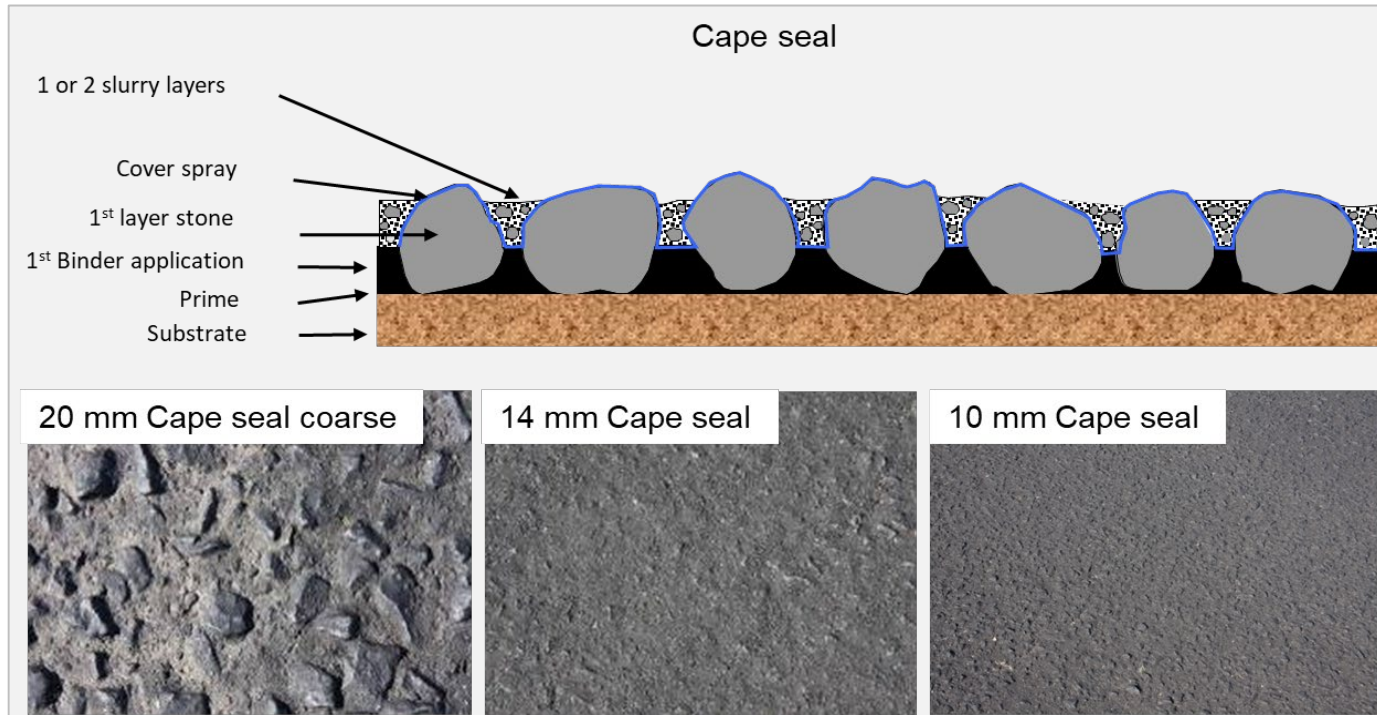 Cape seal
1 or 2 slurry layers
Cover spray
1st layer stone
1st Binder application
Prime
Substrate
20 mm Cape seal coarse
14 mm Cape seal
10 mm Cape seal